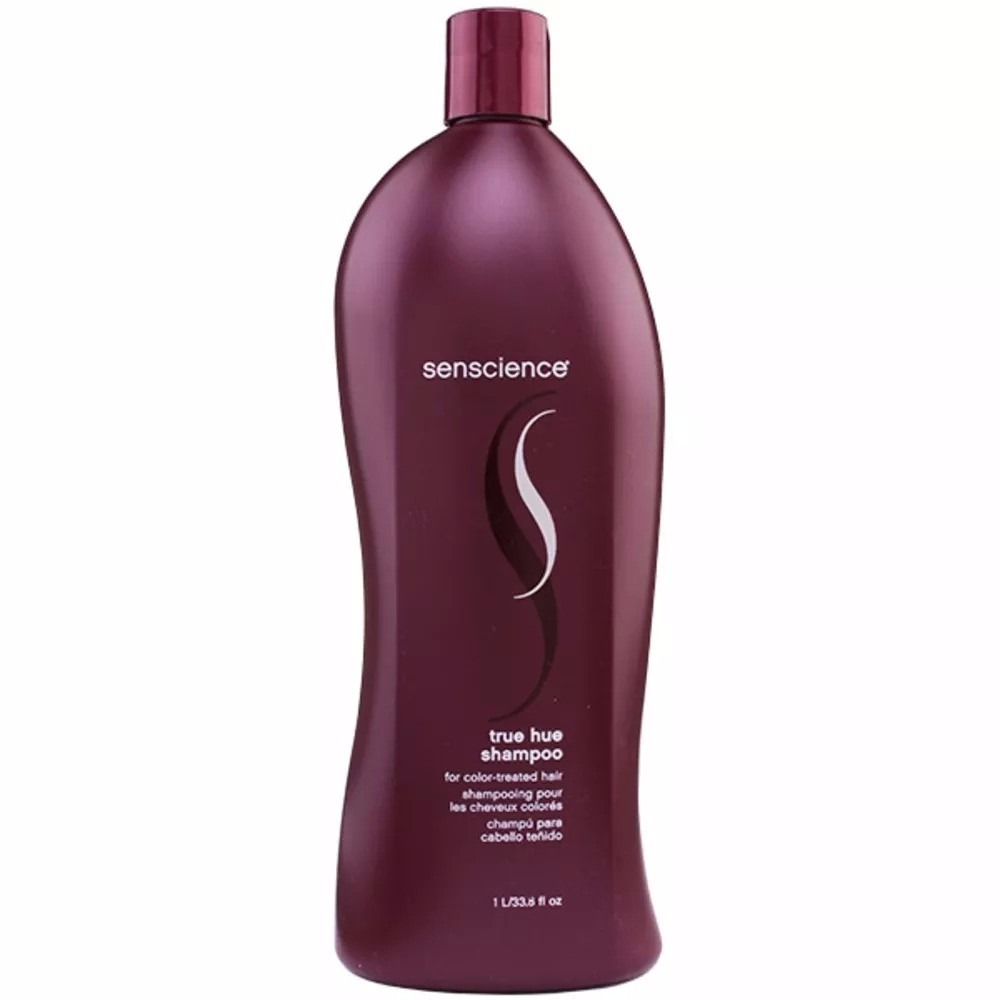 senscience®
true hue
shampoo
for color-treated hair
shampooing pour
les cheveux colorés
champú para
cabello teñido
1 L/33.8 fl oz